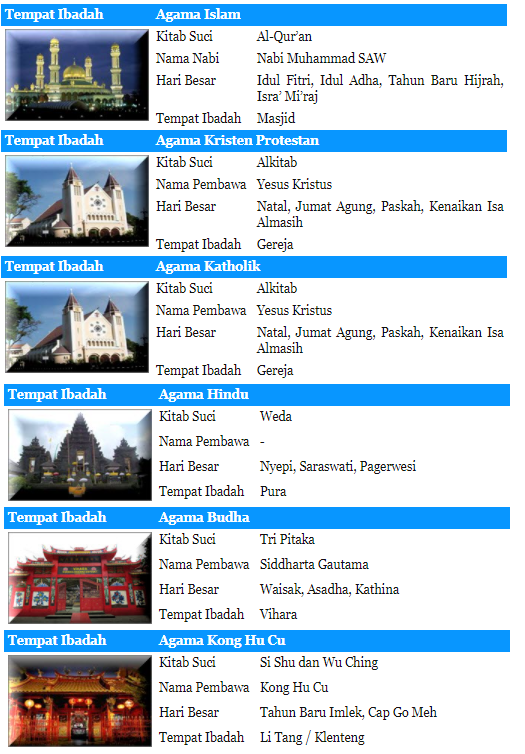 Tempat Ibadah Agama Islam
Kitab Suci Al-Qur’an
Nama Nabi Nabi Muhammad SAW
Hari Besar Idul Fitri, Idul Adha, Tahun Baru Hijrah,
Isra’ Mi’raj
Tempat Ibadah Masjid
Tempat Ibadah Agama Kristen Protestan
Kitab Suci Alkitab
Nama Pembawa Yesus Kristus
Hari Besar Natal, Jumat Agung, Paskah, Kenaikan Isa
Almasih
Tempat Ibadah Gereja
Tempat Ibadah Agama Katholik
Kitab Suci Alkitab
Nama Pembawa Yesus Kristus
Hari Besar Natal, Jumat Agung, Paskah, Kenaikan Isa
Almasih
Tempat Ibadah Gereja
Tempat Ibadah Agama Hindu
Kitab Suci Weda
Nama Pembawa -
Hari Besar Nyepi, Saraswati, Pagerwesi
Tempat Ibadah Pura
Tempat Ibadah Agama Budha
Kitab Suci Tri Pitaka
Nama Pembawa Siddharta Gautama
Hari Besar Waisak, Asadha, Kathina
Tempat Ibadah Vihara
Tempat Ibadah Agama Kong Hu Cu
Kitab Suci Si Shu dan Wu Ching
Nama Pembawa Kong Hu Cu
Hari Besar Tahun Baru Imlek, Cap Go Meh
Tempat Ibadah Li Tang / Klenteng